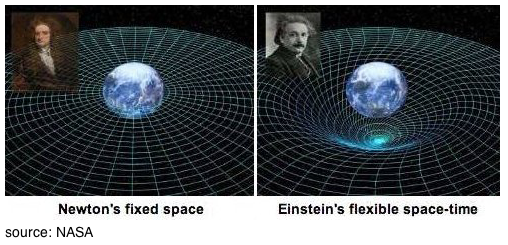 Newton's fixed space
Einstein's flexible space-time
source: NASA